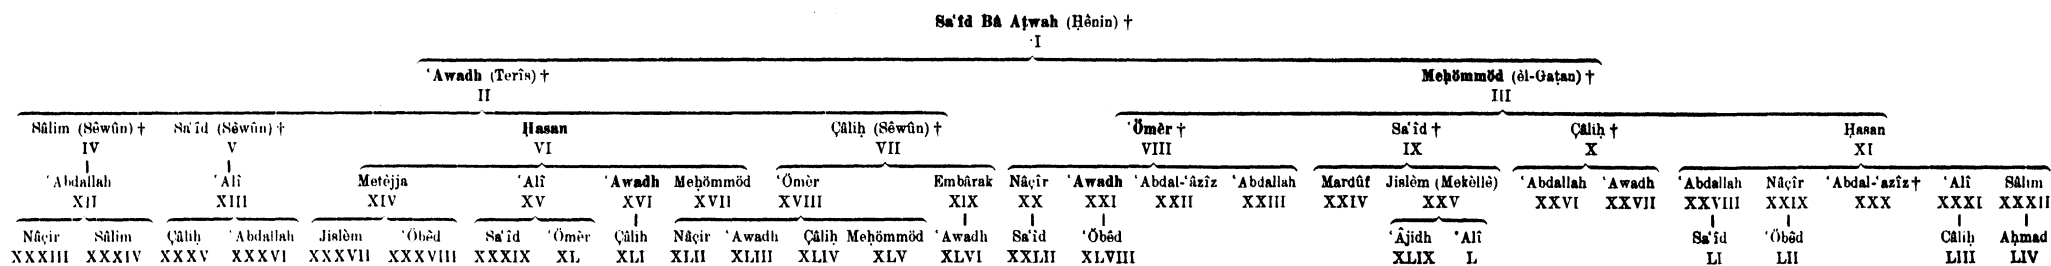 Sa'îd Bâ Aṭwah (Ḥênin) †
I
'Awadh (Terîs) † Meḥömmöd (èl-Gaṭan) †
II III
Sâlim (Sêwûn) † Sa'îd (Sêwûn) † Ḥasan Çâliḥ (Sêwûn) † 'Ömèr † Sa'îd † Çâliḥ † Ḥasan
IV V VI VII VIII IX X XI
'Abdallah 'Alî Metèjja 'Alî 'Awadh Meḥömmöd 'Ömèr Embârak Nâçîr 'Awadh 'Abdal-'âzîz 'Abdallah Mardûf Jislèm (Mekèllè) 'Abdallah 'Awadh 'Abdallah Nâçîr 'Abdal-'azîz † 'Alî Sâlim
XII XIII XIV XV XVI XVII XVIII XIX XX XXI XXII XXIII XXIV XXV XXVI XXVII XXVIII XXIX XXX XXXI XXXII
Nâçir Sâlim Çâliḥ 'Abdallah Jislèm 'Öbêd Sa'îd 'Ömèr Çâliḥ Nâçir 'Awadh Çâliḥ Meḥömmöd 'Awadh Sa'îd 'Öbêd 'Âjidh 'Alî Sa'îd 'Öbêd Çâliḥ Aḥmad
XXXIII XXXIV XXXV XXXVI XXXVII XXXVIII XXXIX XL XLI XLII XLIII XLIV XLV XLVI XXLII XLVIII XLIX L LI LII LIII LIV